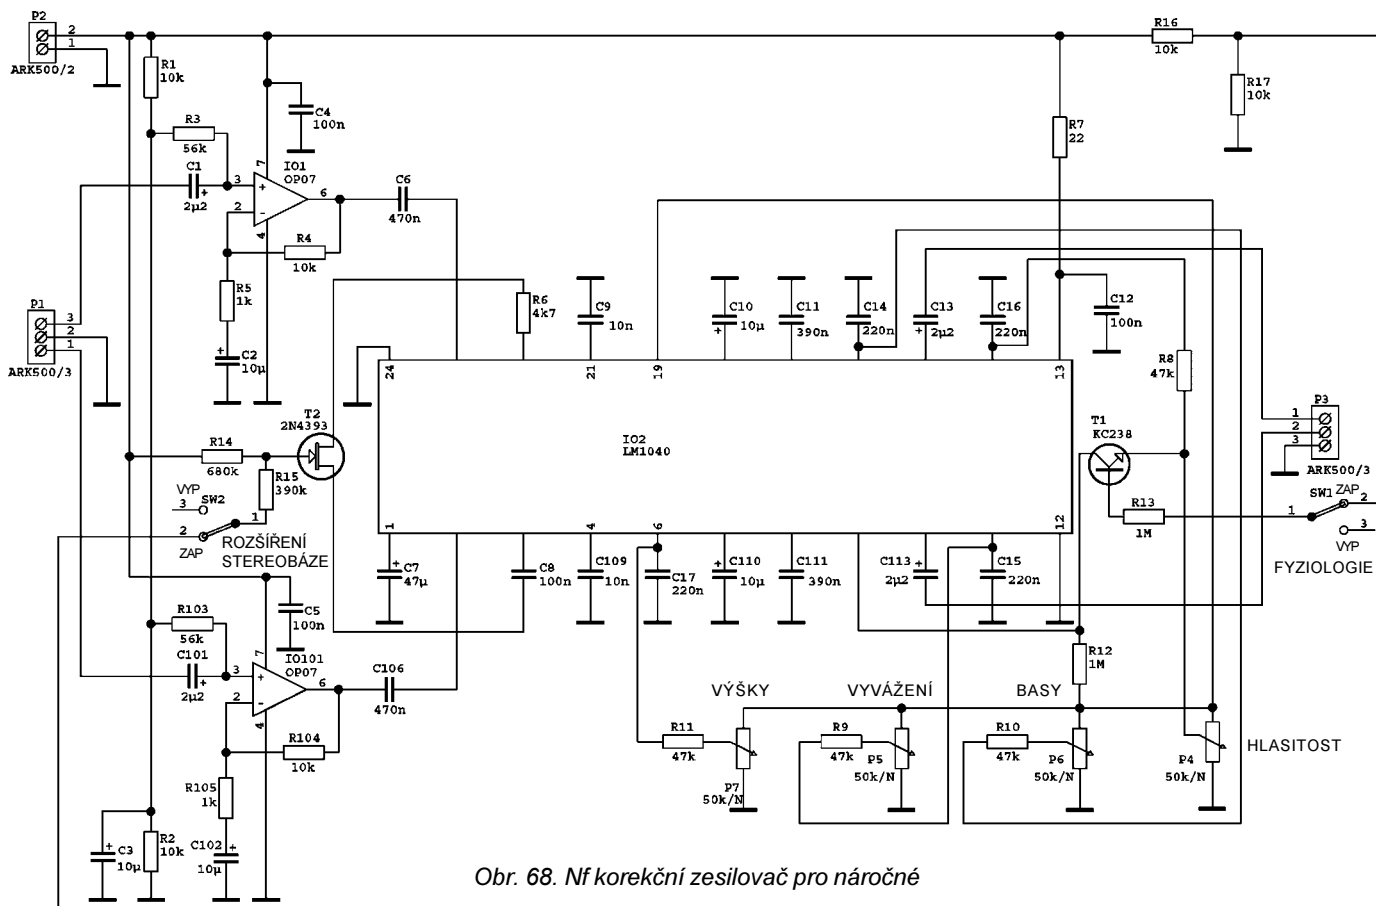 P2
2
1
ARK500/2
R1
10k
R3
56k
C1
2µ2
+
3
2
7
4
6
+
-
IO1
OP07
C4
100n
R4
10k
R5
1k
+
C2
10µ
C6
470n
P1
3
2
1
ARK500/3
R6
4k7
C9
10n
C10
10µ
+
C11
390n
C14
220n
C13
2µ2
+
C16
220n
R7
22
C12
100n
R16
10k
R17
10k
R8
47k
24
21
19
13
IO2
LM1040
1
4
6
12
T2
2N4393
R14
680k
R15
390k
VYP
3
SW2
1
2
ZAP
ROZŠÍŘENÍ
STEREOBÁZE
T1
KC238
R13
1M
P3
1
2
3
ARK500/3
SW1
ZAP
1
2
3
VYP
FYZIOLOGIE
+
C7
47µ
C8
100n
C109
10n
C17
220n
+
C110
10µ
C111
390n
C113
+
2µ2
C15
220n
C5
100n
R103
56k
C101
2µ2
+
3
2
7
4
6
+
-
IO101
OP07
C106
470n
R104
10k
R105
1k
C102
+
10µ
C3
+
10µ
R2
10k
R12
1M
VÝŠKY
VYVÁŽENÍ
BASY
HLASITOST
R11
47k
P7
50k/N
R9
47k
P5
50k/N
R10
47k
P6
50k/N
P4
50k/N
Obr. 68. Nf korekční zesilovač pro náročné